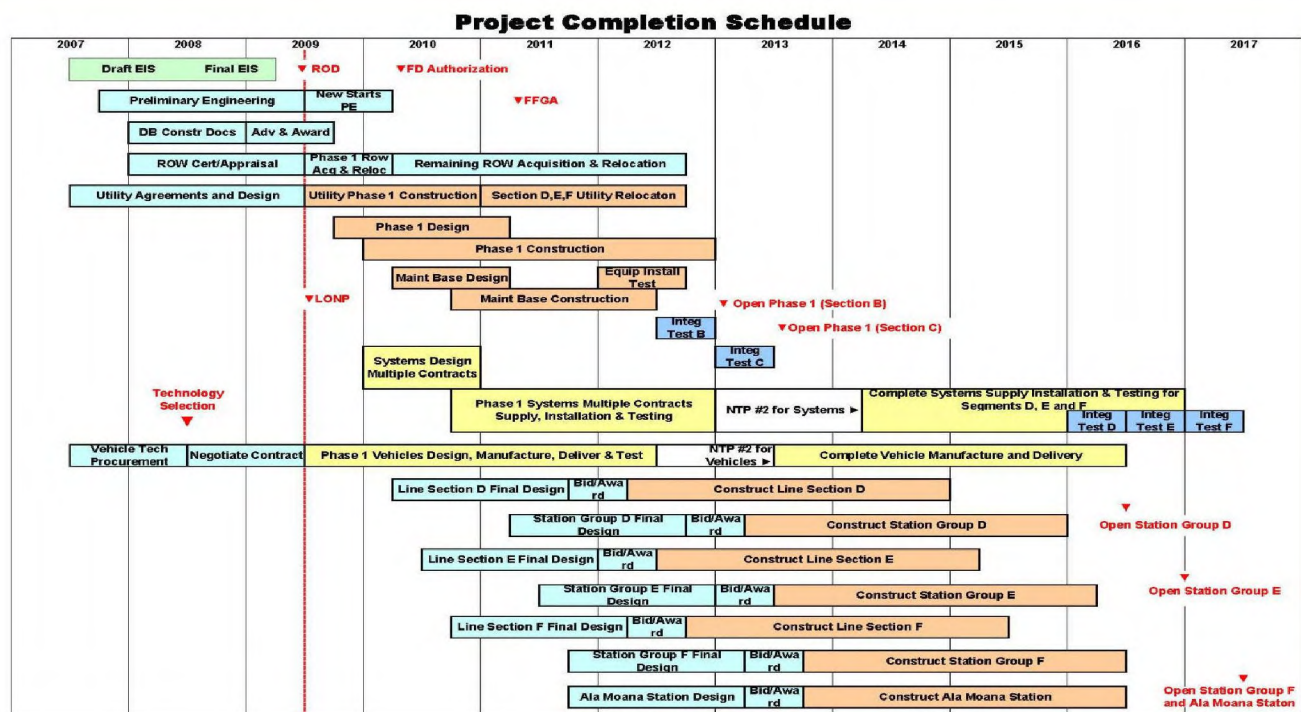 Project Completion Schedule
2007 2008 2009 2010 2011 2012 2013 2014 2015 2016 2017
Draft EIS Final EIS ROD FD Authorization
Preliminary Engineering New Starts
PE FFGA
DB Constr Docs Adv & Award
ROW Cert/Appraisal Phase 1 Row
Acq & Reloc Remaining ROW Acquisition & Relocation
Utility Agreements and Design Utility Phase 1 Construction Section D,E,F Utility Relocaton
Phase 1 Design
Phase 1 Construction
Maint Base Design Equip Install
Test
LONP Maint Base Construction Open Phase 1 (Section B)
Integ
Test B Open Phase 1 (Section C)
Integ
Test C
Systems Design
Multiple Contracts
Technology
Selection
Phase 1 Systems Multiple Contracts
Supply, Installation & Testing
NTP #2 for Systems ►
Complete Systems Supply Installation & Testing for
Segments D, E and F
Integ
Test D
Integ
Test E
Integ
Test F
Vehicle Tech
Procurement
Negotiate Contract
Phase 1 Vehicles Design, Manufacture, Deliver & Test
NTP #2 for
Vehicles ►
Complete Vehicle Manufacture and Delivery
Line Section D Final Design
Bid/Awa
rd
Construct Line Section D
Station Group D Final
Design
Bid/Awa
rd
Construct Station Group D
Open Station Group D
Line Section E Final Design
Bid/Awa
rd
Construct Line Section E
Station Group E Final
Design
Bid/Awa
rd
Construct Station Group E
Open Station Group E
Line Section F Final Design
Bid/Awa
rd
Construct Line Section F
Station Group F Final
Design
Bid/Awa
rd
Construct Station Group F
Ala Moana Station Design
Bid/Awa
rd
Construct Ala Moana Station
Open Station Group F
and Ala Moana Staton